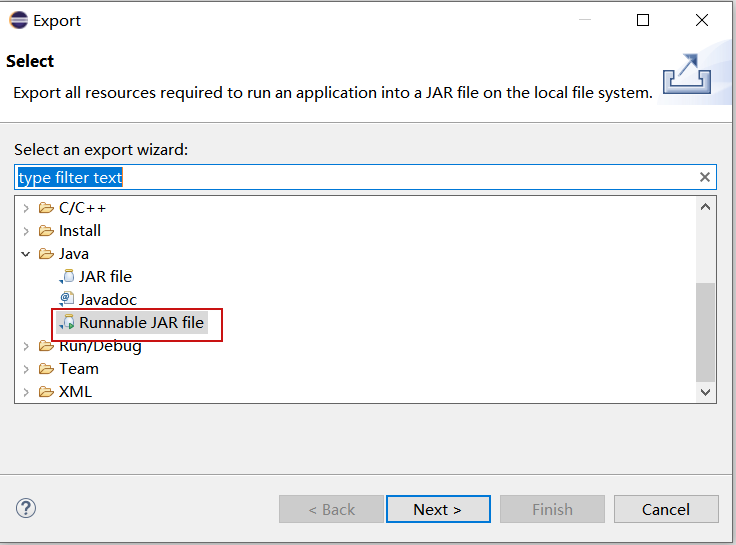 Export
Select
Export all resources required to run an application into a JAR file on the local file system.
Select an export wizard:
type filter text
C/C++
Install
Java
JAR file
Javadoc
Runnable JAR file
Run/Debug
Team
XML
< Back
Next >
Finish
Cancel